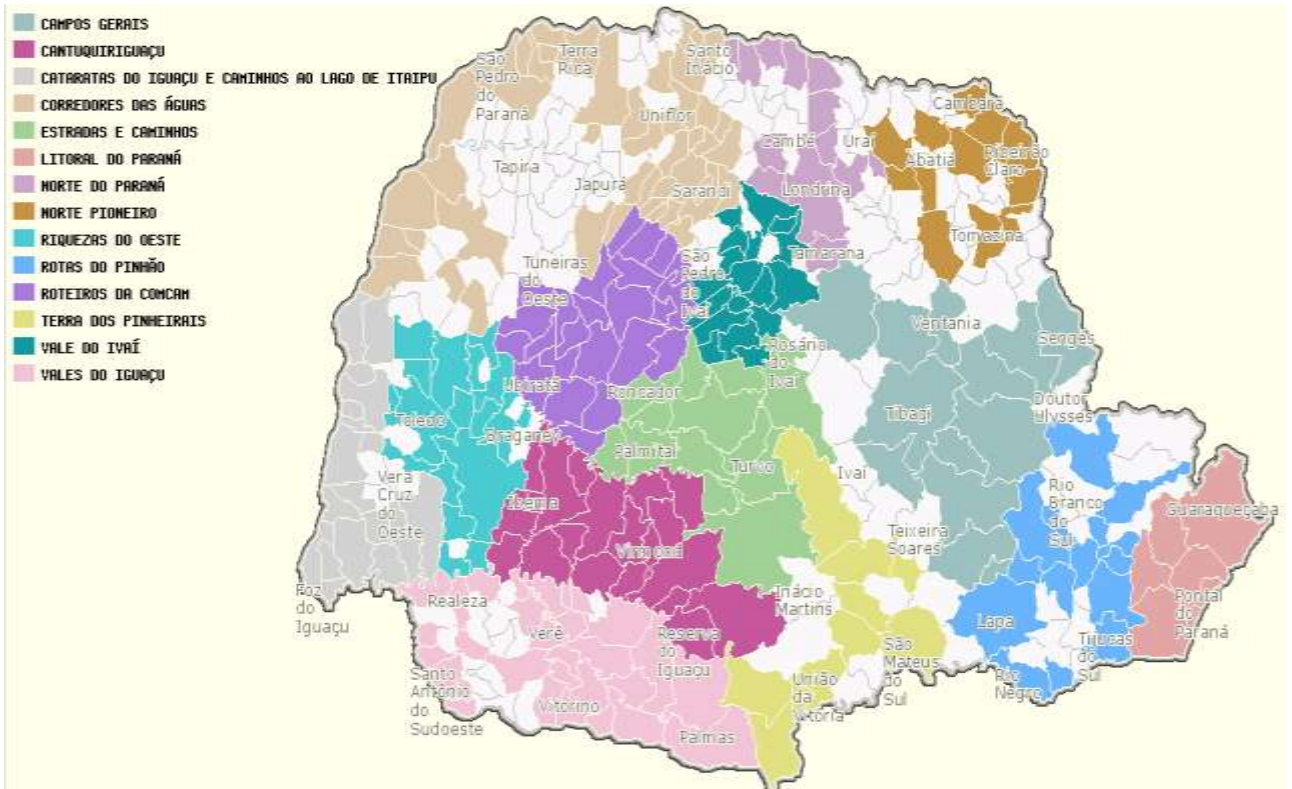 CAMPOS GERAIS
CANTUQUIRIGUAÇU
CATARATAS DO IGUAÇU E CAMINHOS AO LAGO DE ITAIPU
CORREDORES DAS ÁGUAS
ESTRADAS E CAMINHOS
LITORAL DO PARANÁ
NORTE DO PARANÁ
NORTE PIONEIRO
RIQUEZAS DO OESTE
ROTAS DO PINHÃO
ROTEIROS DA COMCAM
TERRA DOS PINHEIRAIS
VALE DO IVAÍ
VALES DO IGUAÇU
São
Pedro
do
Paraná
Terra
Rica
Santo
Inácio
Uniflor
Cambará
Cambé
Uraí
Abatiá
Ribeirão
Claro
Tapira
Japurá
Sarandi
Londrina
Tomazina
Tuneiras
do
Oeste
São
Pedro
do
Ivaí
Tamarana
Ventania
Sengés
Rosário
do
Ivaí
Ubiratã
Roncador
Doutor
Ulysses
Toledo
Braganey
Tibagi
Palmital
Turvo
Ivaí
Vera
Cruz
do
Oeste
Ibema
Rio
Branco
do
Sul
Guaraqueçaba
Teixeira
Soares
Virmond
Foz
do
Iguaçu
Realeza
Verê
Inácio
Martins
Pontal
do
Paraná
Lapa
Reserva
do
Iguaçu
São
Mateus
do
Sul
Tijucas
do
Sul
Santo
Antônio
do
Sudoeste
Vitorino
União
da
Vitória
Rio
Negro
Palmas